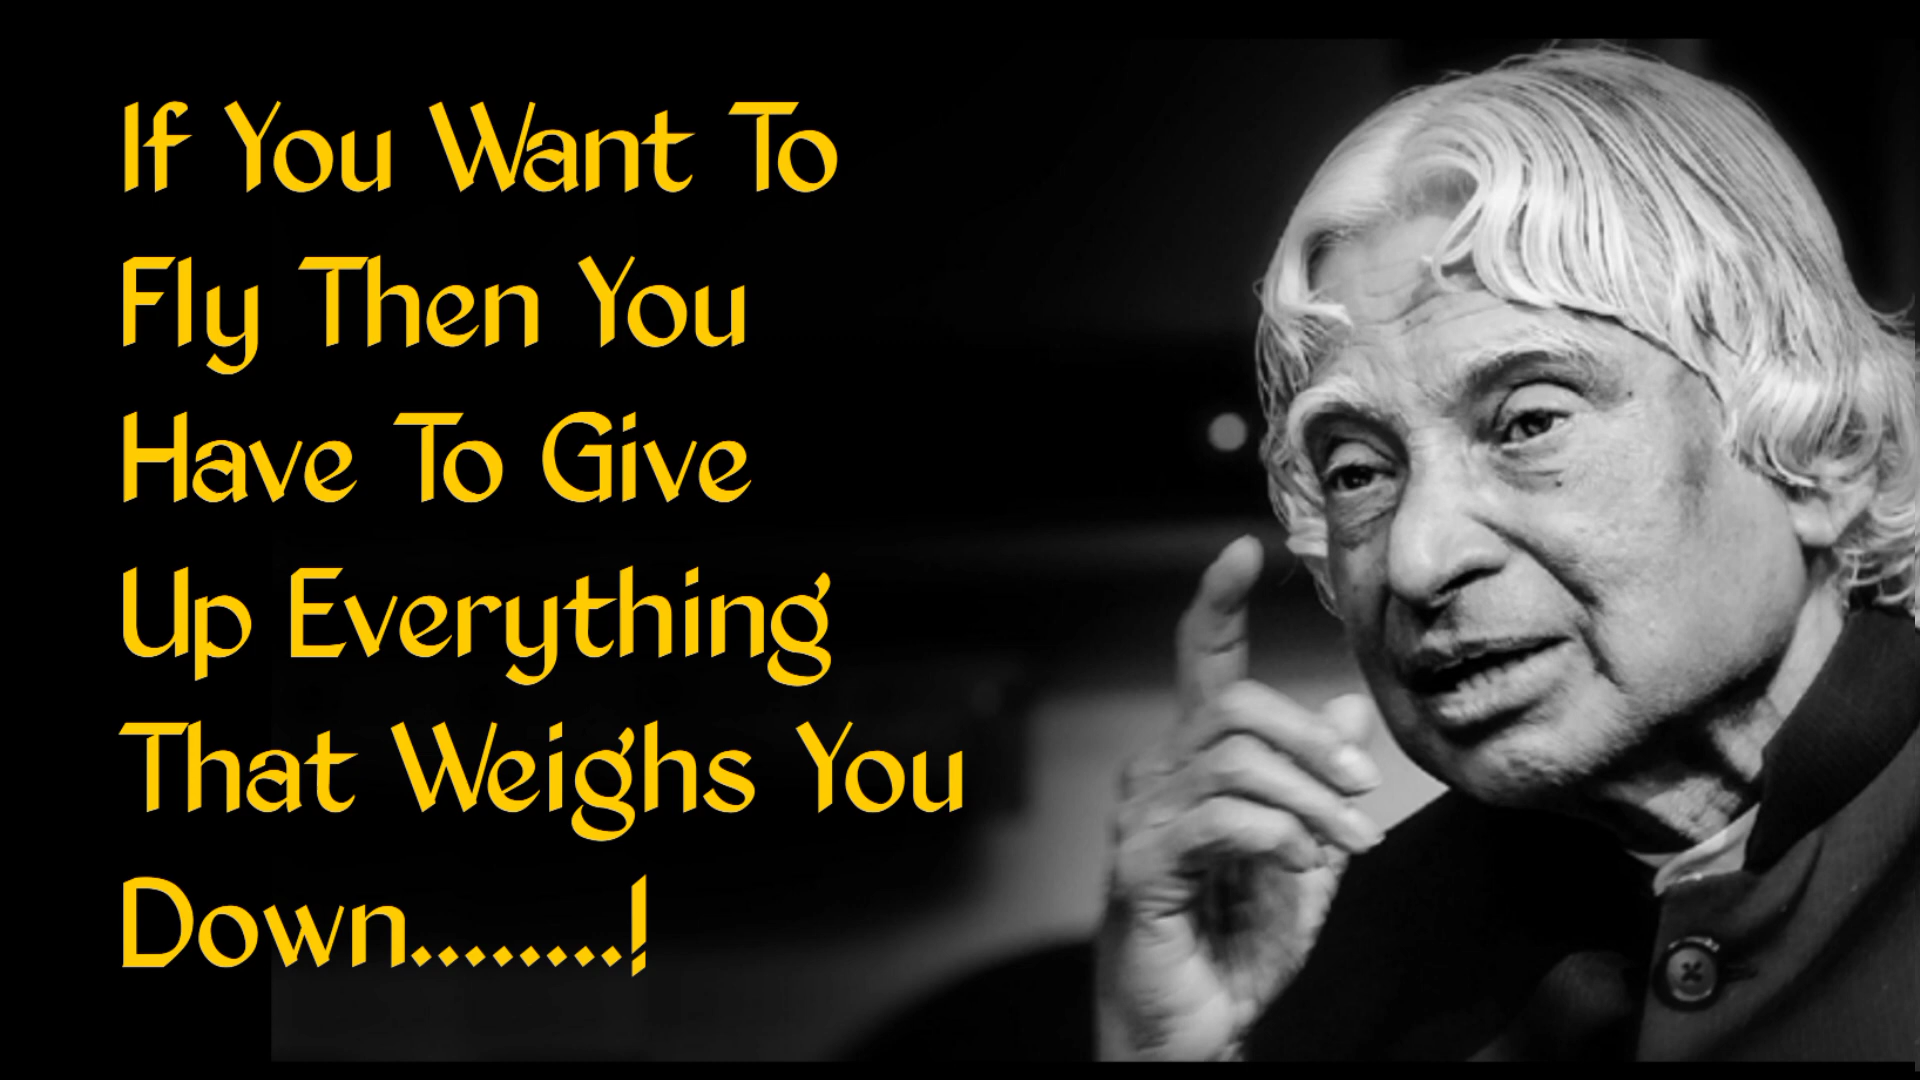 If You Want To
Fly Then You
Have To Give
Up Everything
That Weighs You
Down........!